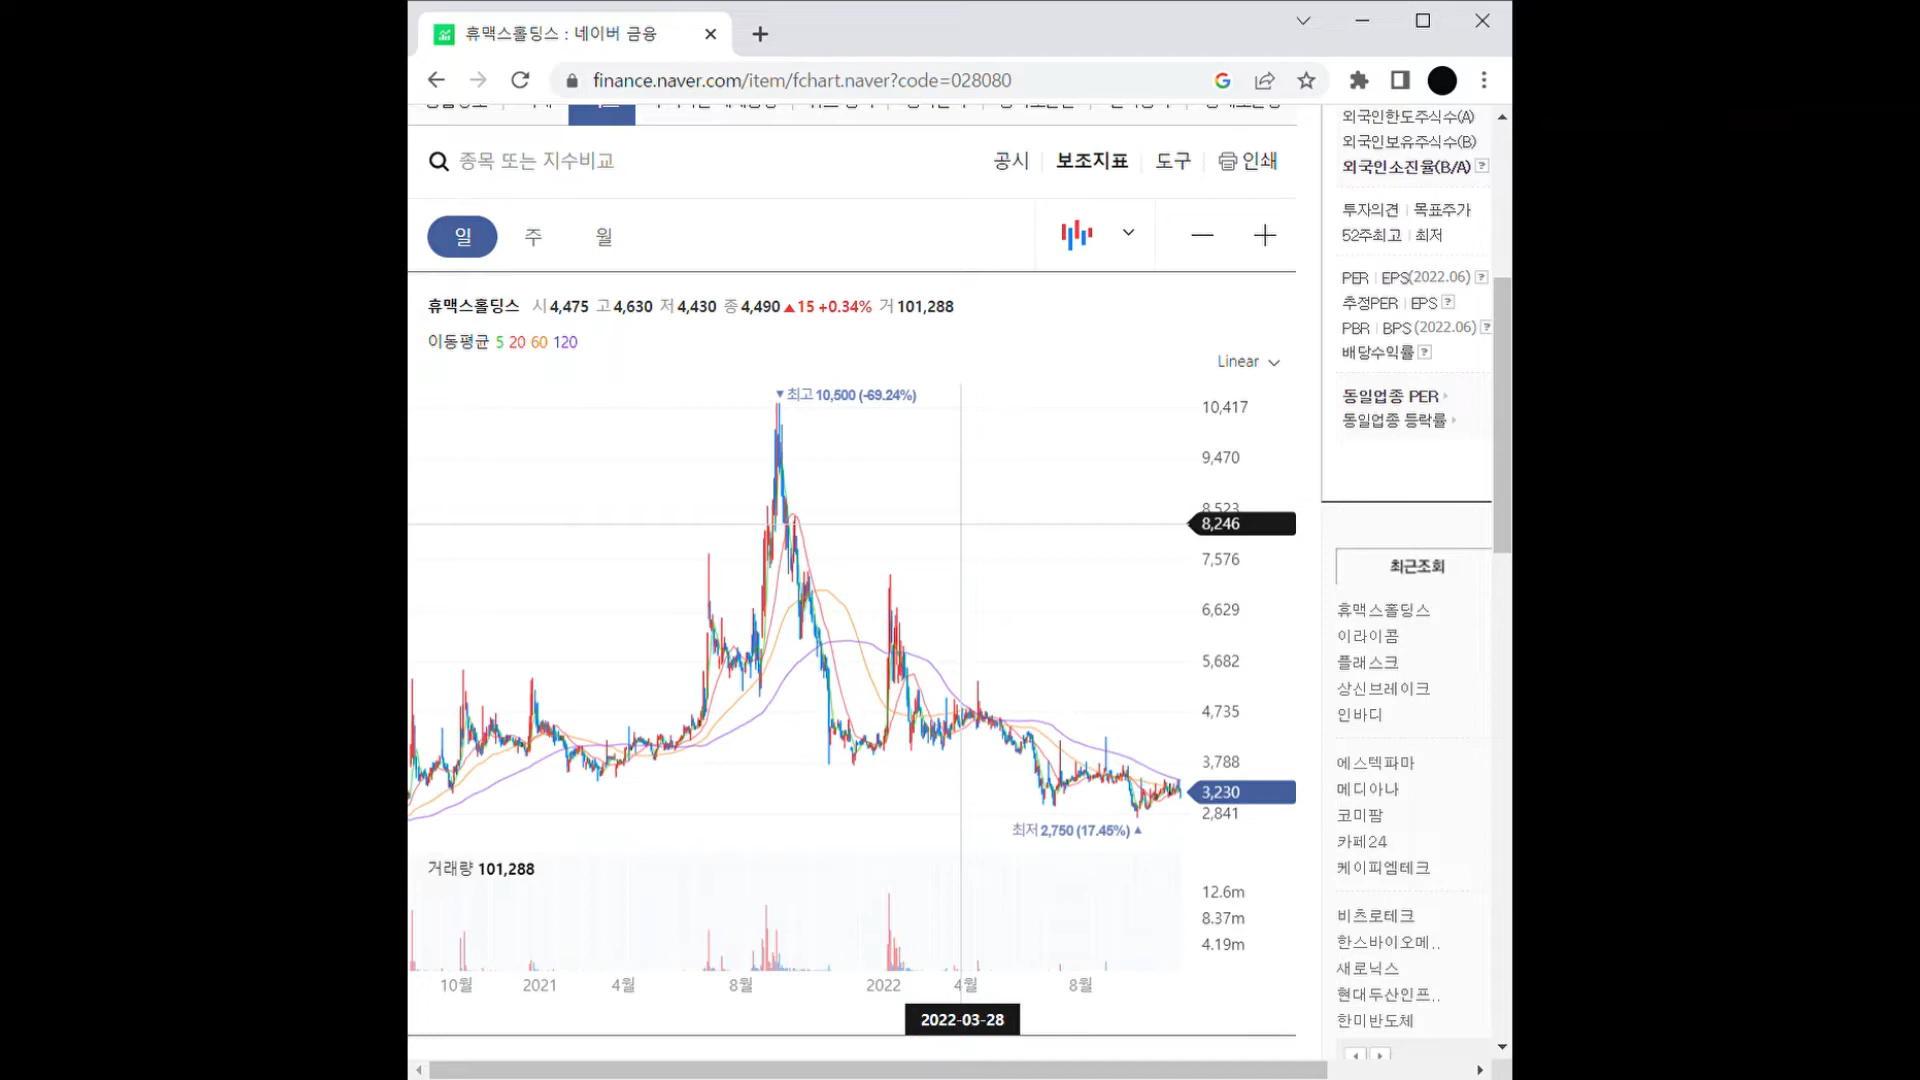 휴맥스홀딩스 : 네이버 금융
finance.naver.com/item/fchart.naver?code=028080
종목 또는 지수비교
공시
보조지표
도구
인쇄
일
주
월
휴맥스홀딩스 시 4,475 고 4,630 저 4,430 종 4,490 ▲15 +0.34% 거 101,288
이동평균 5 20 60 120
Linear
▼최고 10,500 (-69.24%)
10,417
9,470
8,523
8,246
7,576
6,629
5,682
4,735
3,788
3,230
2,841
최저 2,750 (17.45%) ▲
거래량 101,288
12.6m
8.37m
4.19m
10월 2021 4월 8월 2022 4월 8월
2022-03-28
외국인한도주식수(A)
외국인보유주식수(B)
외국인소진율(B/A) ?
투자의견 | 목표주가
52주최고 | 최저
PER | EPS(2022.06) ?
추정PER | EPS ?
PBR | BPS (2022.06) ?
배당수익률 ?
동일업종 PER
동일업종 등락률
최근조회
휴맥스홀딩스
이라이콤
플래스크
상신브레이크
인바디
에스텍파마
메디아나
코미팜
카페24
케이피엠테크
비츠로테크
한스바이오메..
새로닉스
현대두산인프..
한미반도체